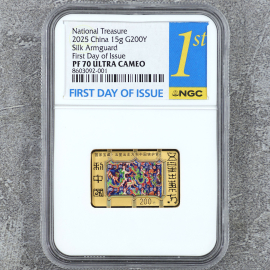 National Treasure
2025 China 15g G200Y
Silk Armguard
First Day of Issue
PF 70 ULTRA CAMEO
8603092-001
1st
FIRST DAY OF ISSUE
NGC
200